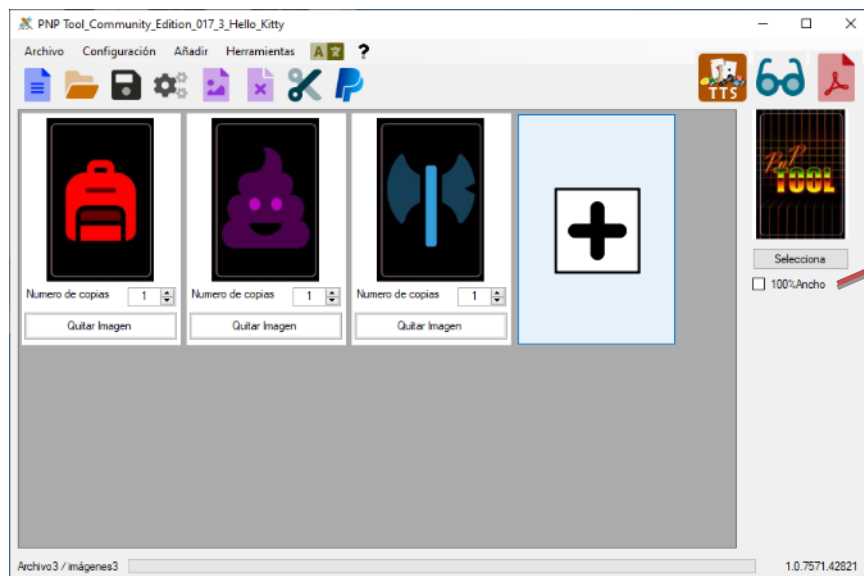 PNP Tool_Community_Edition_017_3_Hello_Kitty
Archivo Configuración Añadir Herramientas A ?
TTS
PnP
TOOL
Numero de copias 1
Numero de copias 1
Numero de copias 1
Quitar Imagen
Quitar Imagen
Quitar Imagen
Selecciona
100%Ancho
Archivo3 / imágenes3
1.0.7571.42821